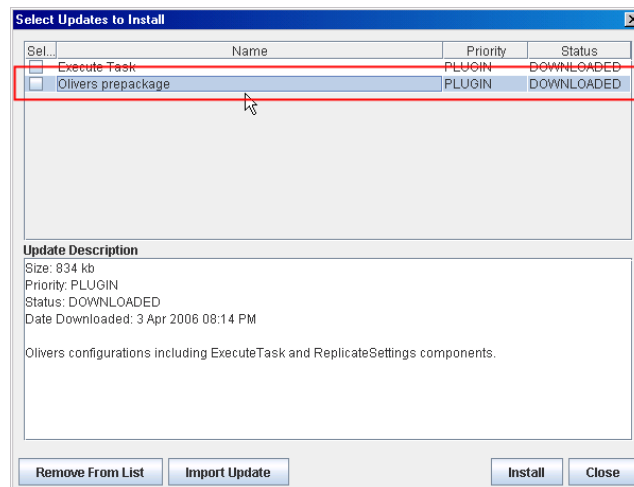 Select Updates to Install
Sel... Name Priority Status
Execute Task PLUGIN DOWNLOADED
Olivers prepackage PLUGIN DOWNLOADED
Update Description
Size: 834 kb
Priority: PLUGIN
Status: DOWNLOADED
Date Downloaded: 3 Apr 2006 08:14 PM
Olivers configurations including ExecuteTask and ReplicateSettings components.
Remove From List Import Update Install Close